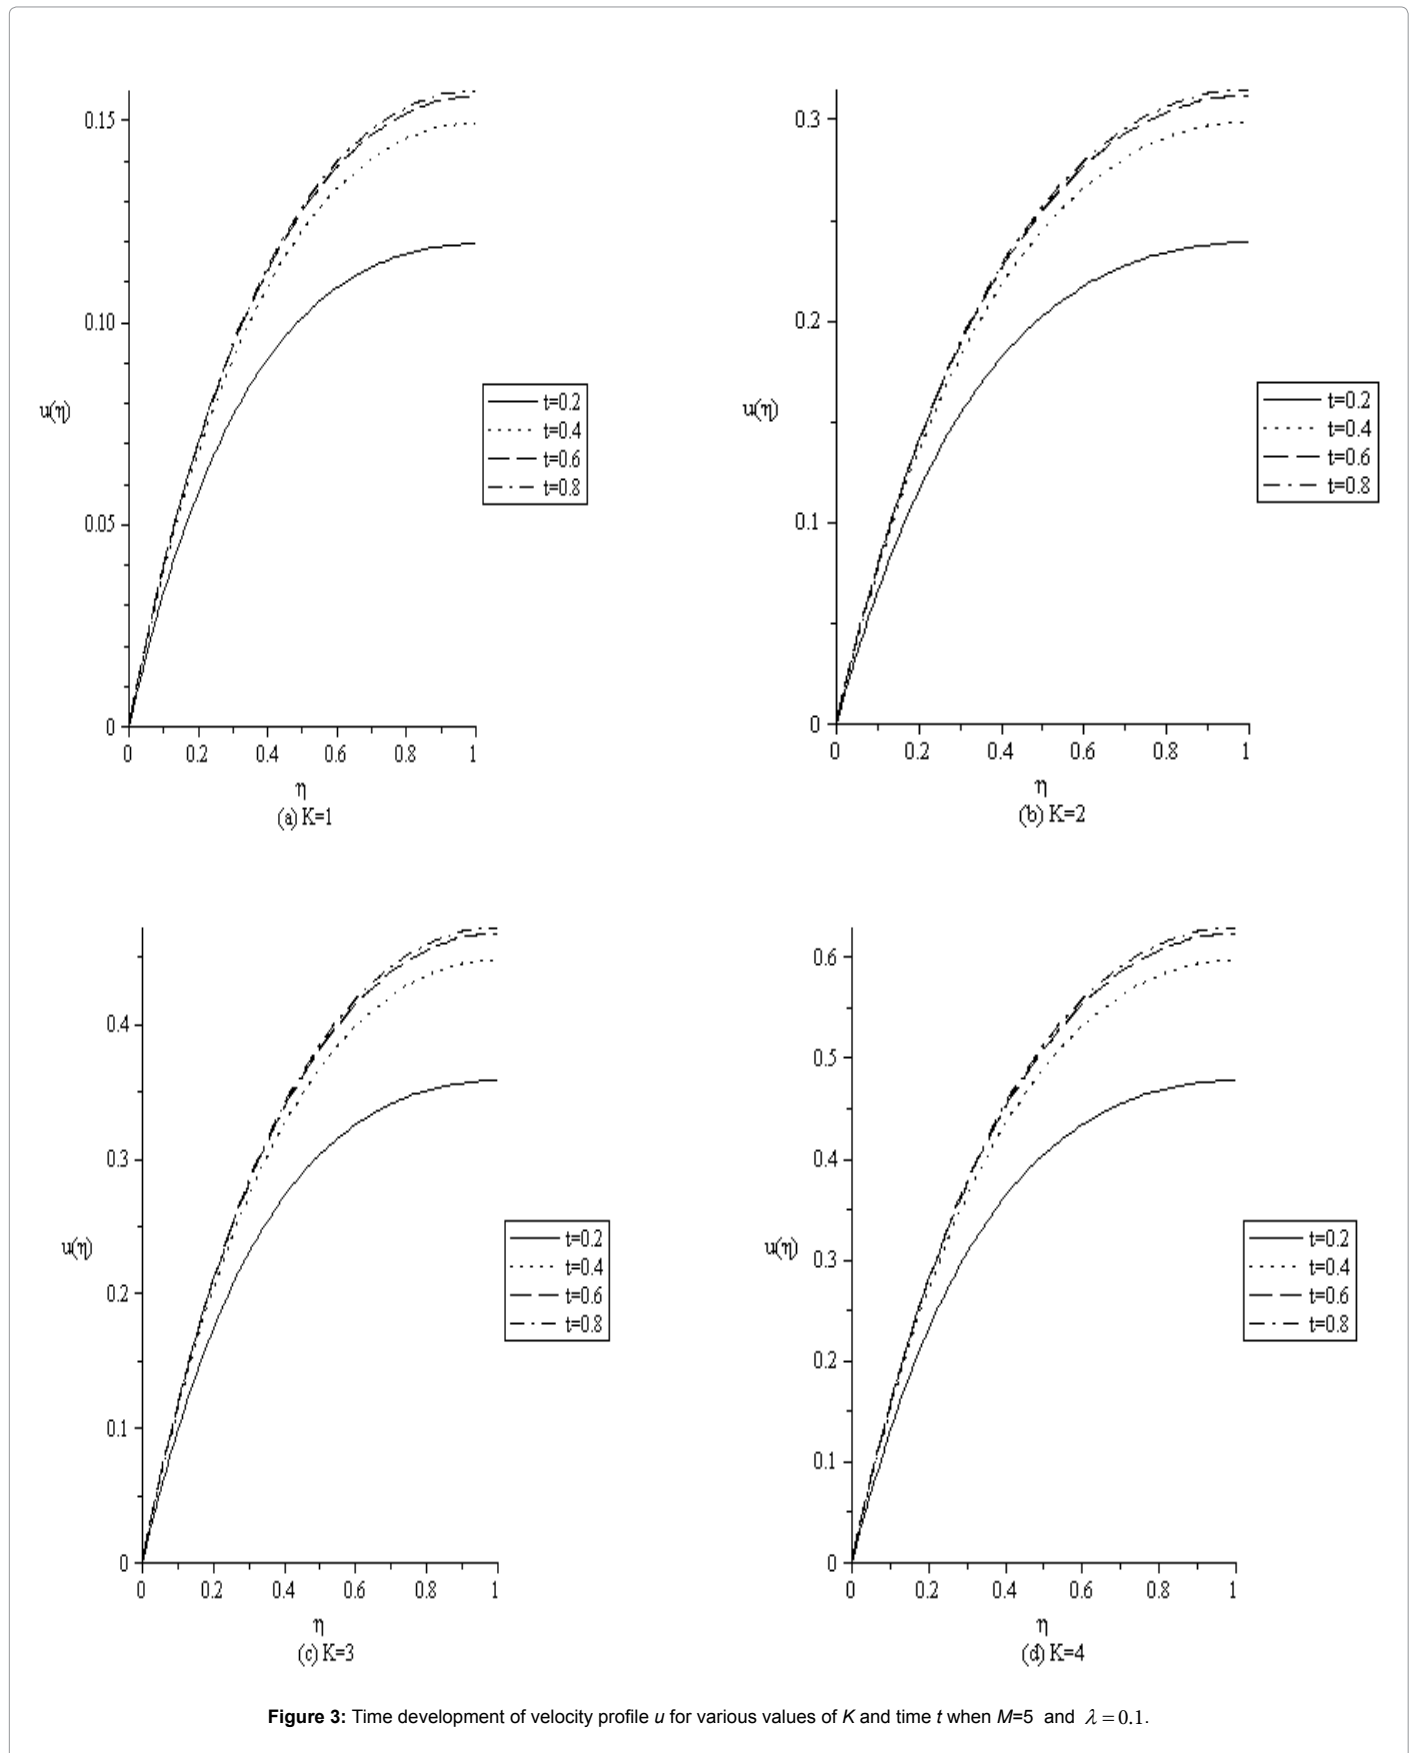 0.15
0.10
0.05
0
u(η)
0 0.2 0.4 0.6 0.8 1
η
(a) K=1
t=0.2
t=0.4
t=0.6
t=0.8
0.3
0.2
0.1
0
u(η)
0 0.2 0.4 0.6 0.8 1
η
(b) K=2
t=0.2
t=0.4
t=0.6
t=0.8
0.4
0.3
0.2
0.1
0
u(η)
0 0.2 0.4 0.6 0.8 1
η
(c) K=3
t=0.2
t=0.4
t=0.6
t=0.8
0.6
0.5
0.4
0.3
0.2
0.1
0
u(η)
0 0.2 0.4 0.6 0.8 1
η
(d) K=4
t=0.2
t=0.4
t=0.6
t=0.8
Figure 3: Time development of velocity profile u for various values of K and time t when M=5 and λ = 0.1.